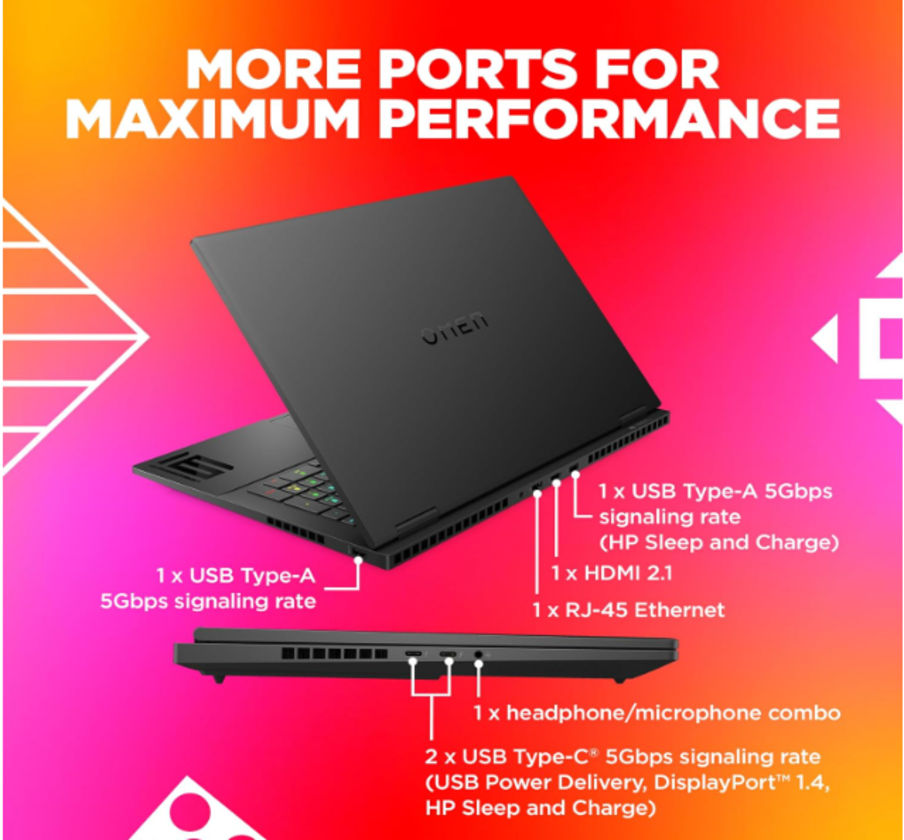 MORE PORTS FOR
MAXIMUM PERFORMANCE
OMEN
1 x USB Type-A 5Gbps
signaling rate
(HP Sleep and Charge)
1 x HDMI 2.1
1 x RJ-45 Ethernet
1 x USB Type-A
5Gbps signaling rate
1 x headphone/microphone combo
2 x USB Type-C® 5Gbps signaling rate
(USB Power Delivery, DisplayPort™ 1.4,
HP Sleep and Charge)